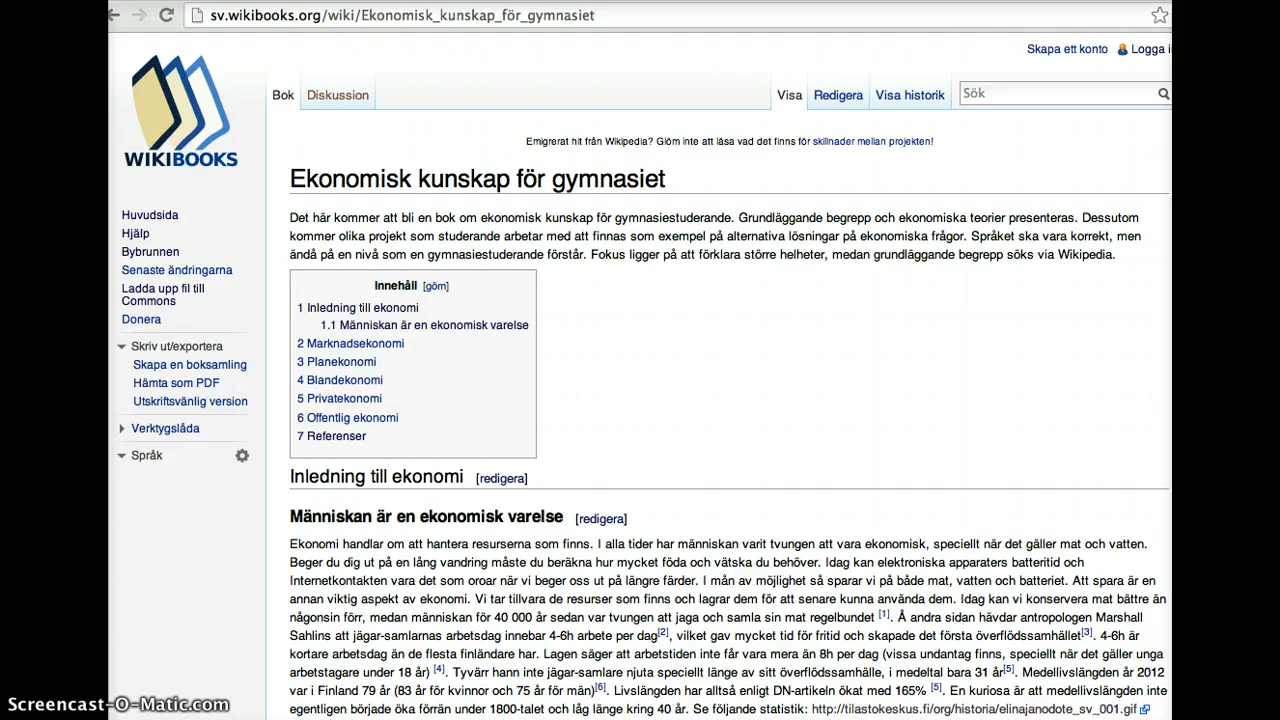 sv.wikibooks.org/wiki/Ekonomisk_kunskap_för_gymnasiet
Skapa ett konto Logga i
WIKIBOOKS
Bok Diskussion Visa Redigera Visa historik Sök
Emigrerat hit från Wikipedia? Glöm inte att läsa vad det finns för skillnader mellan projekten!
Ekonomisk kunskap för gymnasiet
Det här kommer att bli en bok om ekonomisk kunskap för gymnasiestuderande. Grundläggande begrepp och ekonomiska teorier presenteras. Dessutom
kommer olika projekt som studerande arbetar med att finnas som exempel på alternativa lösningar på ekonomiska frågor. Språket ska vara korrekt, men
ändå på en nivå som en gymnasiestuderande förstår. Fokus ligger på att förklara större helheter, medan grundläggande begrepp söks via Wikipedia.
Huvudsida
Hjälp
Bybrunnen
Senaste ändringarna
Ladda upp fil till
Commons
Donera
Skriv ut/exportera
Skapa en boksamling
Hämta som PDF
Utskriftsvänlig version
Verktygslåda
Språk
Innehåll [göm]
1 Inledning till ekonomi
1.1 Människan är en ekonomisk varelse
2 Marknadsekonomi
3 Planekonomi
4 Blandekonomi
5 Privatekonomi
6 Offentlig ekonomi
7 Referenser
Inledning till ekonomi [redigera]
Människan är en ekonomisk varelse [redigera]
Ekonomi handlar om att hantera resurserna som finns. I alla tider har människan varit tvungen att vara ekonomisk, speciellt när det gäller mat och vatten.
Beger du dig ut på en lång vandring måste du beräkna hur mycket föda och vätska du behöver. Idag kan elektroniska apparaters batteritid och
Internetkontakten vara det som oroar när vi beger oss ut på längre färder. I mån av möjlighet så sparar vi på både mat, vatten och batteriet. Att spara är en
annan viktig aspekt av ekonomi. Vi tar tillvara de resurser som finns och lagrar dem för att senare kunna använda dem. Idag kan vi konservera mat bättre än
någonsin förr, medan människan för 40 000 år sedan var tvungen att jaga och samla sin mat regelbundet [1]. Å andra sidan hävdar antropologen Marshall
Sahlins att jägar-samlarnas arbetsdag innebar 4-6h arbete per dag[2], vilket gav mycket tid för fritid och skapade det första överflödssamhället[3]. 4-6h är
kortare arbetsdag än de flesta finländare har. Lagen säger att arbetstiden inte får vara mera än 8h per dag (vissa undantag finns, speciellt när det gäller unga
arbetstagare under 18 år) [4]. Tyvärr hann inte jägar-samlare njuta speciellt länge av sitt överflödssamhälle, i medeltal bara 31 år[5]. Medellivslängden år 2012
var i Finland 79 år (83 år för kvinnor och 75 år för män)[6]. Livslängden har alltså enligt DN-artikeln ökat med 165% [5]. En kuriosa är att medellivslängden inte
egentligen började öka förrän under 1800-talet och låg länge kring 40 år. Se följande statistik: http://tilastokeskus.fi/org/historia/elinajanodote_sv_001.gif
Screencast-O-Matic.com